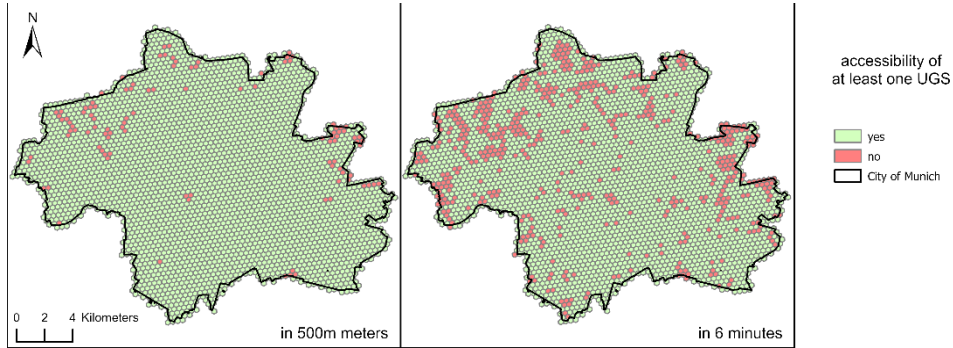 N
0 2 4 Kilometers
in 500m meters
in 6 minutes
accessibility of
at least one UGS
yes
no
City of Munich